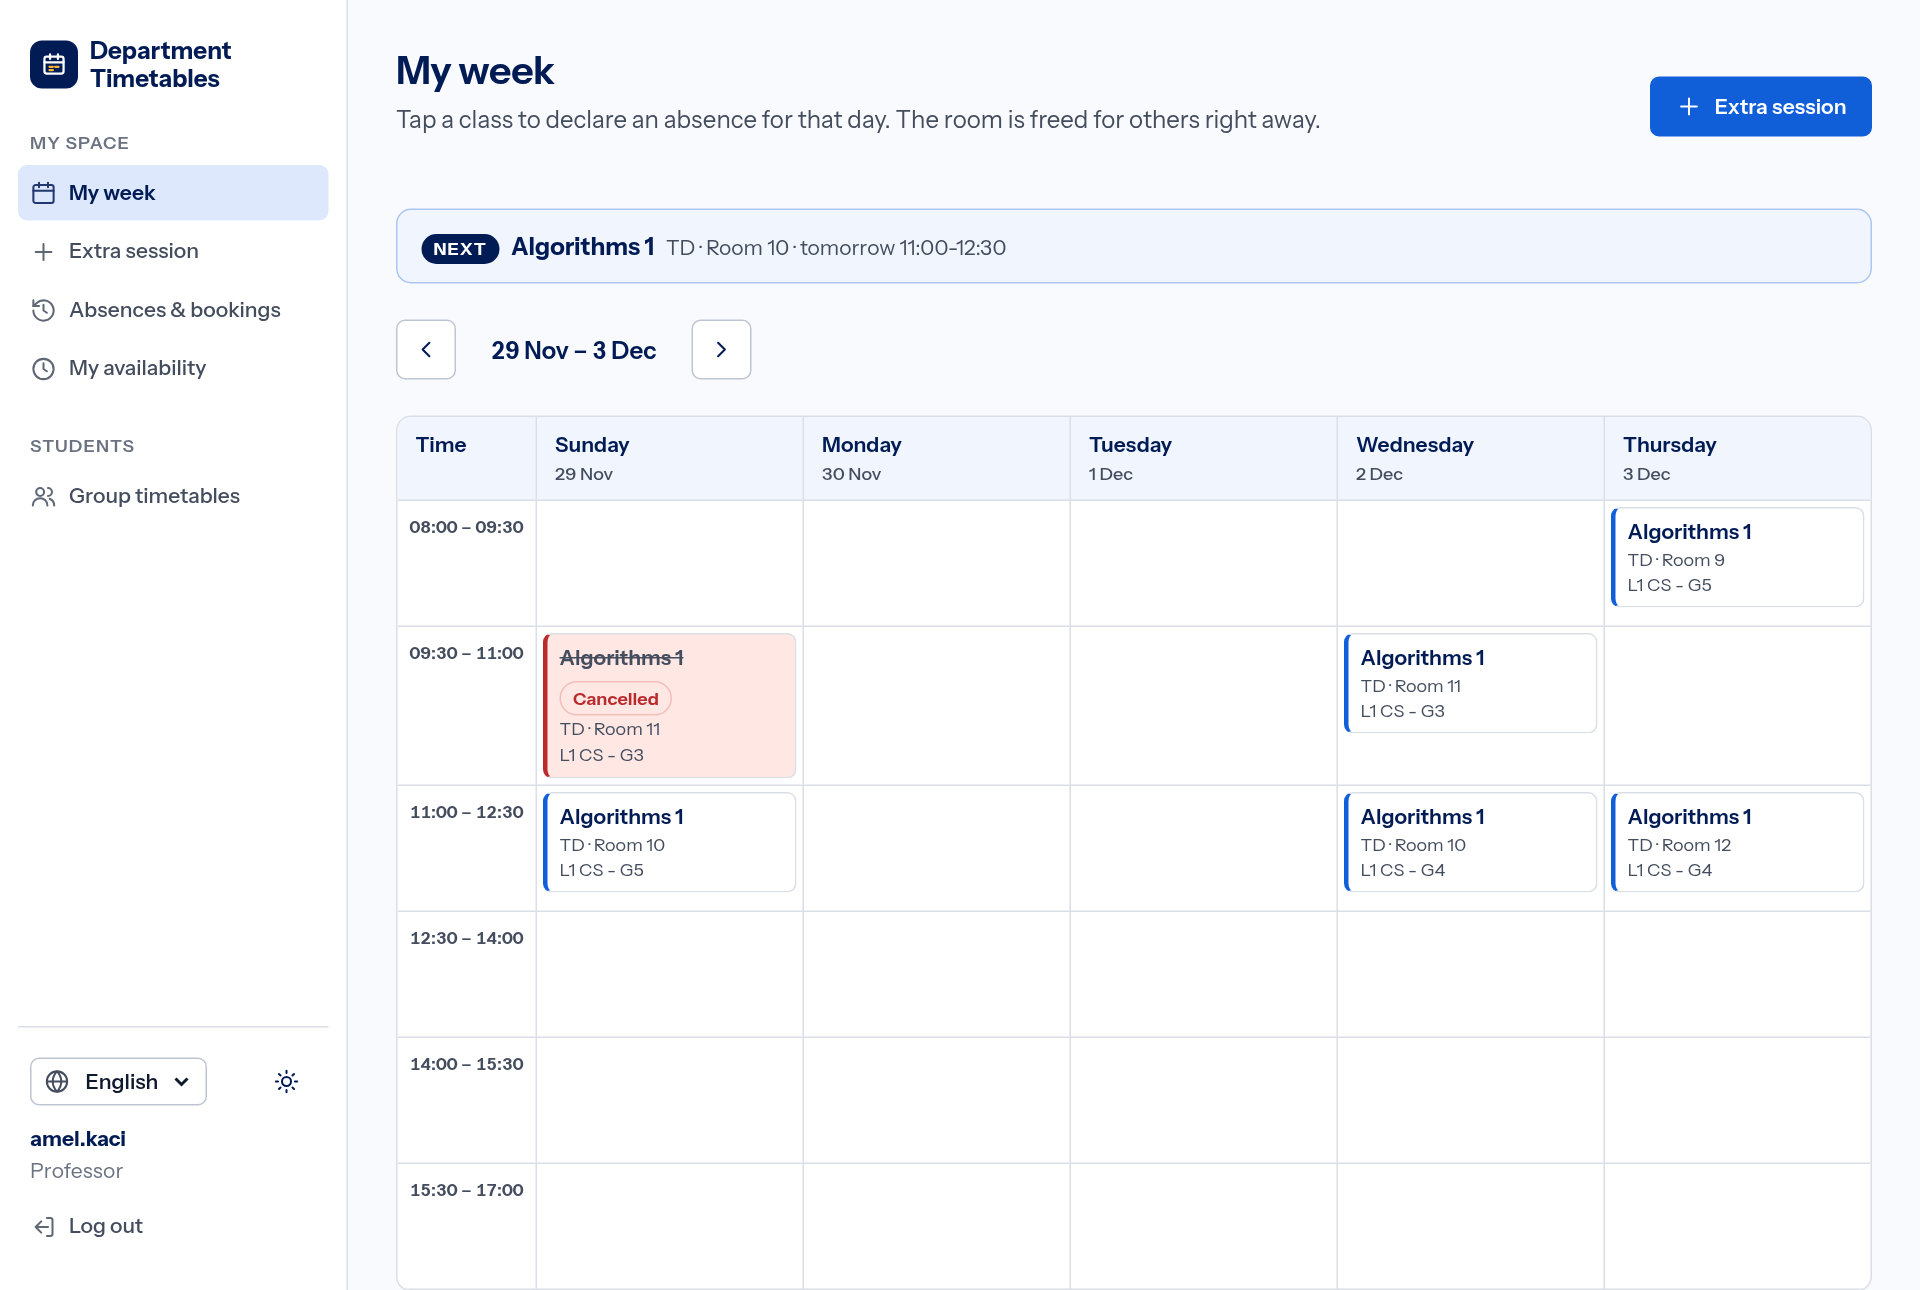 Department
Timetables
MY SPACE
My week
Extra session
Absences & bookings
My availability
STUDENTS
Group timetables
English
amel.kaci
Professor
Log out
My week
Tap a class to declare an absence for that day. The room is freed for others right away.
Extra session
NEXT Algorithms 1 TD · Room 10 · tomorrow 11:00–12:30
29 Nov – 3 Dec
Time Sunday Monday Tuesday Wednesday Thursday
29 Nov 30 Nov 1 Dec 2 Dec 3 Dec
08:00 – 09:30
Algorithms 1
TD · Room 9
L1 CS - G5
09:30 – 11:00
Algorithms 1
Cancelled
TD · Room 11
L1 CS - G3
Algorithms 1
TD · Room 11
L1 CS - G3
11:00 – 12:30
Algorithms 1
TD · Room 10
L1 CS - G5
Algorithms 1
TD · Room 10
L1 CS - G4
Algorithms 1
TD · Room 12
L1 CS - G4
12:30 – 14:00
14:00 – 15:30
15:30 – 17:00